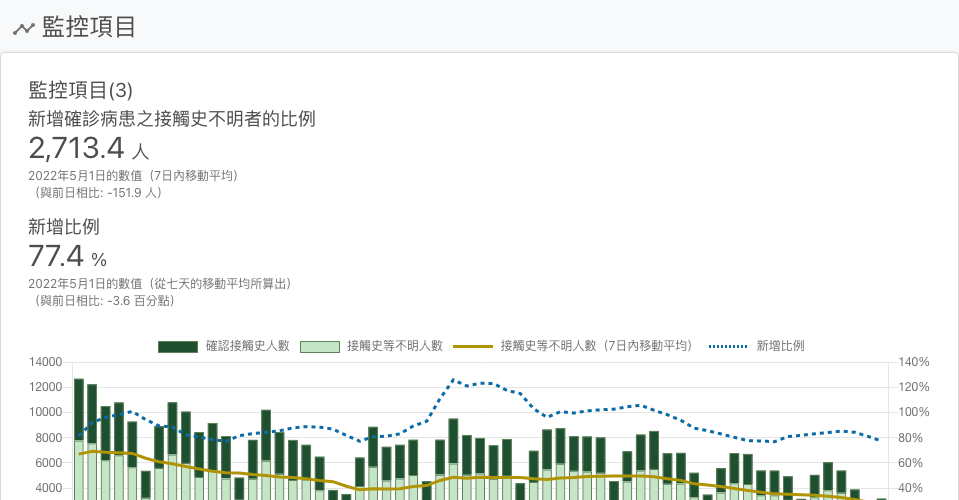 監控項目
監控項目(3)
新增確診病患之接觸史不明者的比例
2,713.4 人
2022年5月1日的數值（7日內移動平均）
（與前日相比: -151.9 人）
新增比例
77.4 %
2022年5月1日的數值（從七天的移動平均所算出）
（與前日相比: -3.6 百分點）
確認接觸史人數 接觸史等不明人數 接觸史等不明人數（7日內移動平均） 新增比例
14000 140%
12000 120%
10000 100%
8000 80%
6000 60%
4000 40%